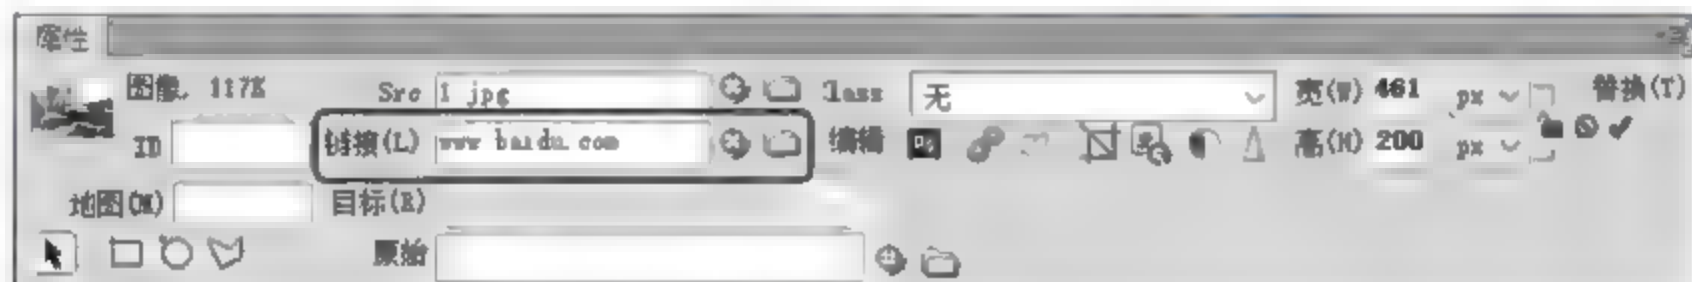 属性
图像, 117K Src 1.jpg Class 无 宽(W) 461 px 替换(T)
ID 链接(L) www.baidu.com 编辑 Ps 高(H) 200 px
地图(M) 目标(R)
原始